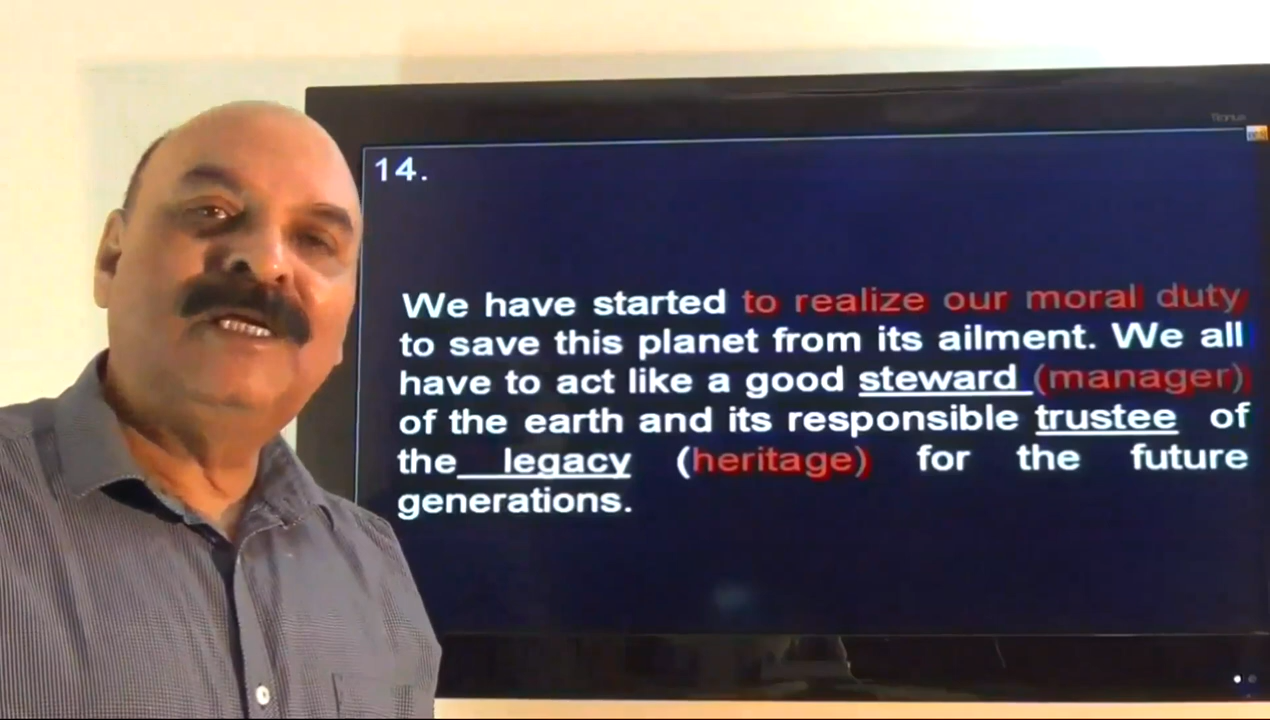 14.
We have started to realize our moral duty
to save this planet from its ailment. We all
have to act like a good steward (manager)
of the earth and its responsible trustee of
the legacy (heritage) for the future
generations.